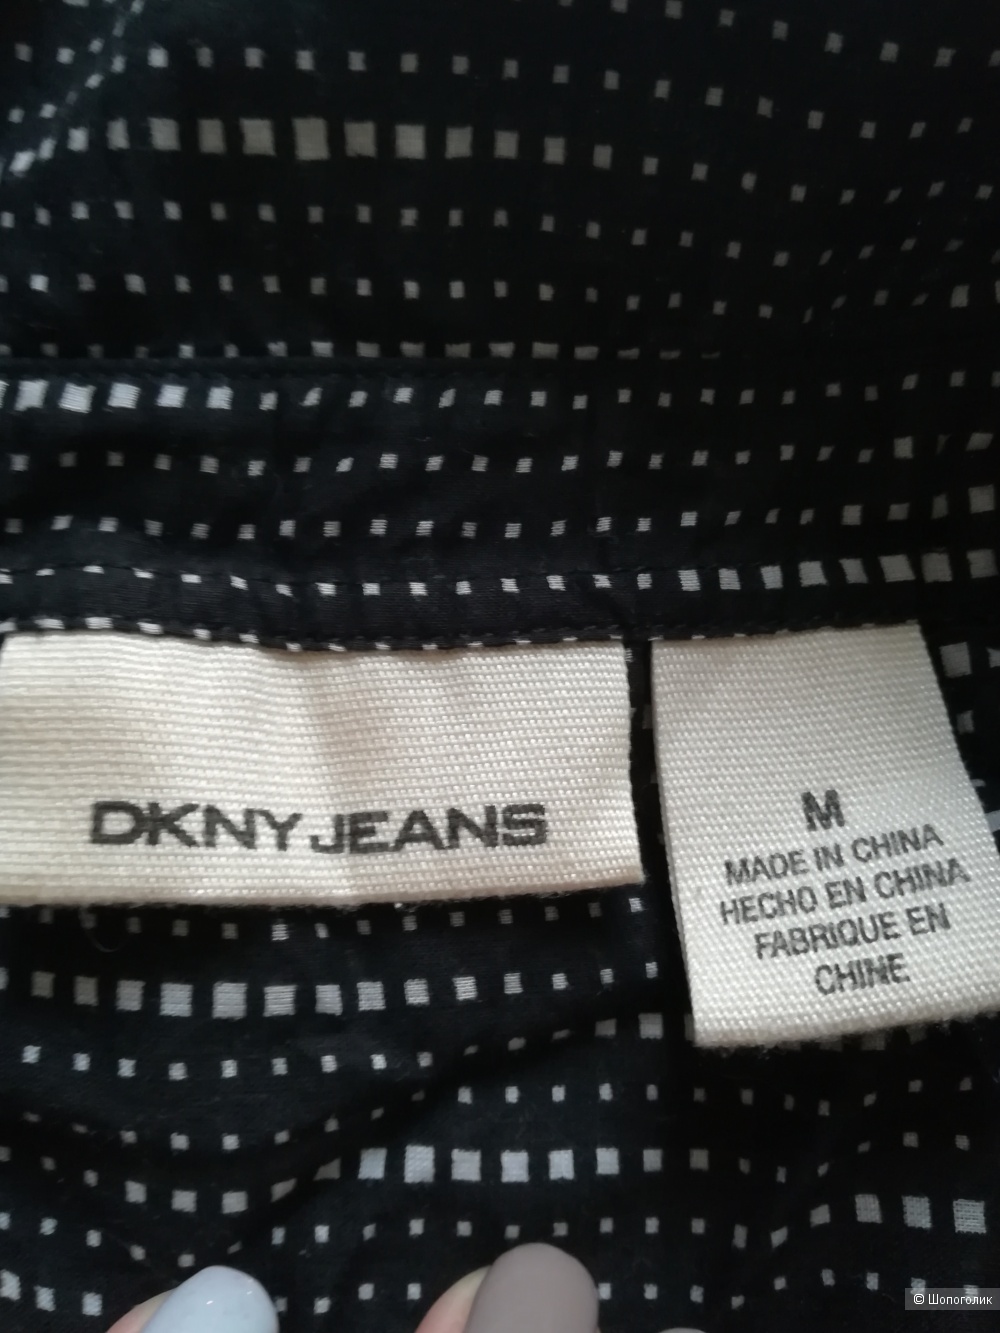 DKNY JEANS
M
MADE IN CHINA
HECHO EN CHINA
FABRIQUE EN
CHINE
© Шопоголик